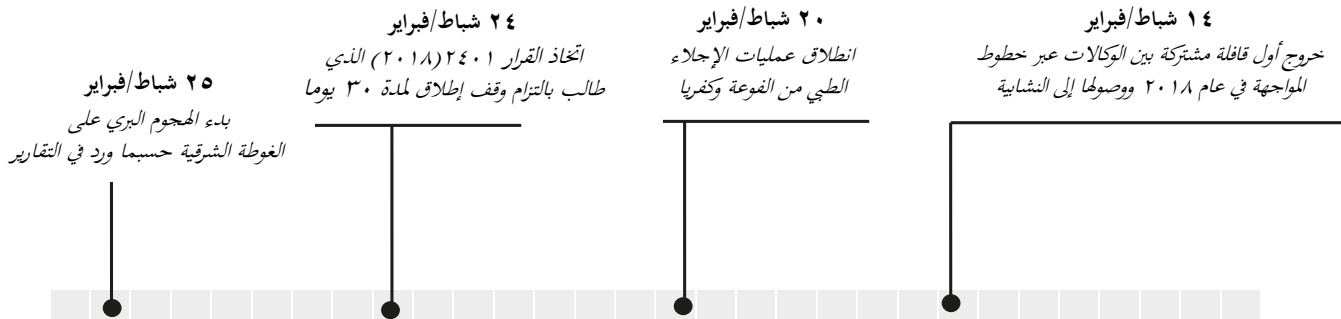 ١٤ شباط/فبراير
خروج أول قافلة مشتركة بين الوكالات عبر خطوط
المواجهة في عام ٢٠١٨ ووصولها إلى النشابية
٢٠ شباط/فبراير
انطلاق عمليات الإجلاء
الطبي من الفوعة وكفريا
٢٤ شباط/فبراير
اتخاذ القرار ٢٤٠١ (٢٠١٨) الذي
طالب بالتزام وقف إطلاق لمدة ٣٠ يوما
٢٥ شباط/فبراير
بدء الهجوم البري على
الغوطة الشرقية حسبما ورد في التقارير